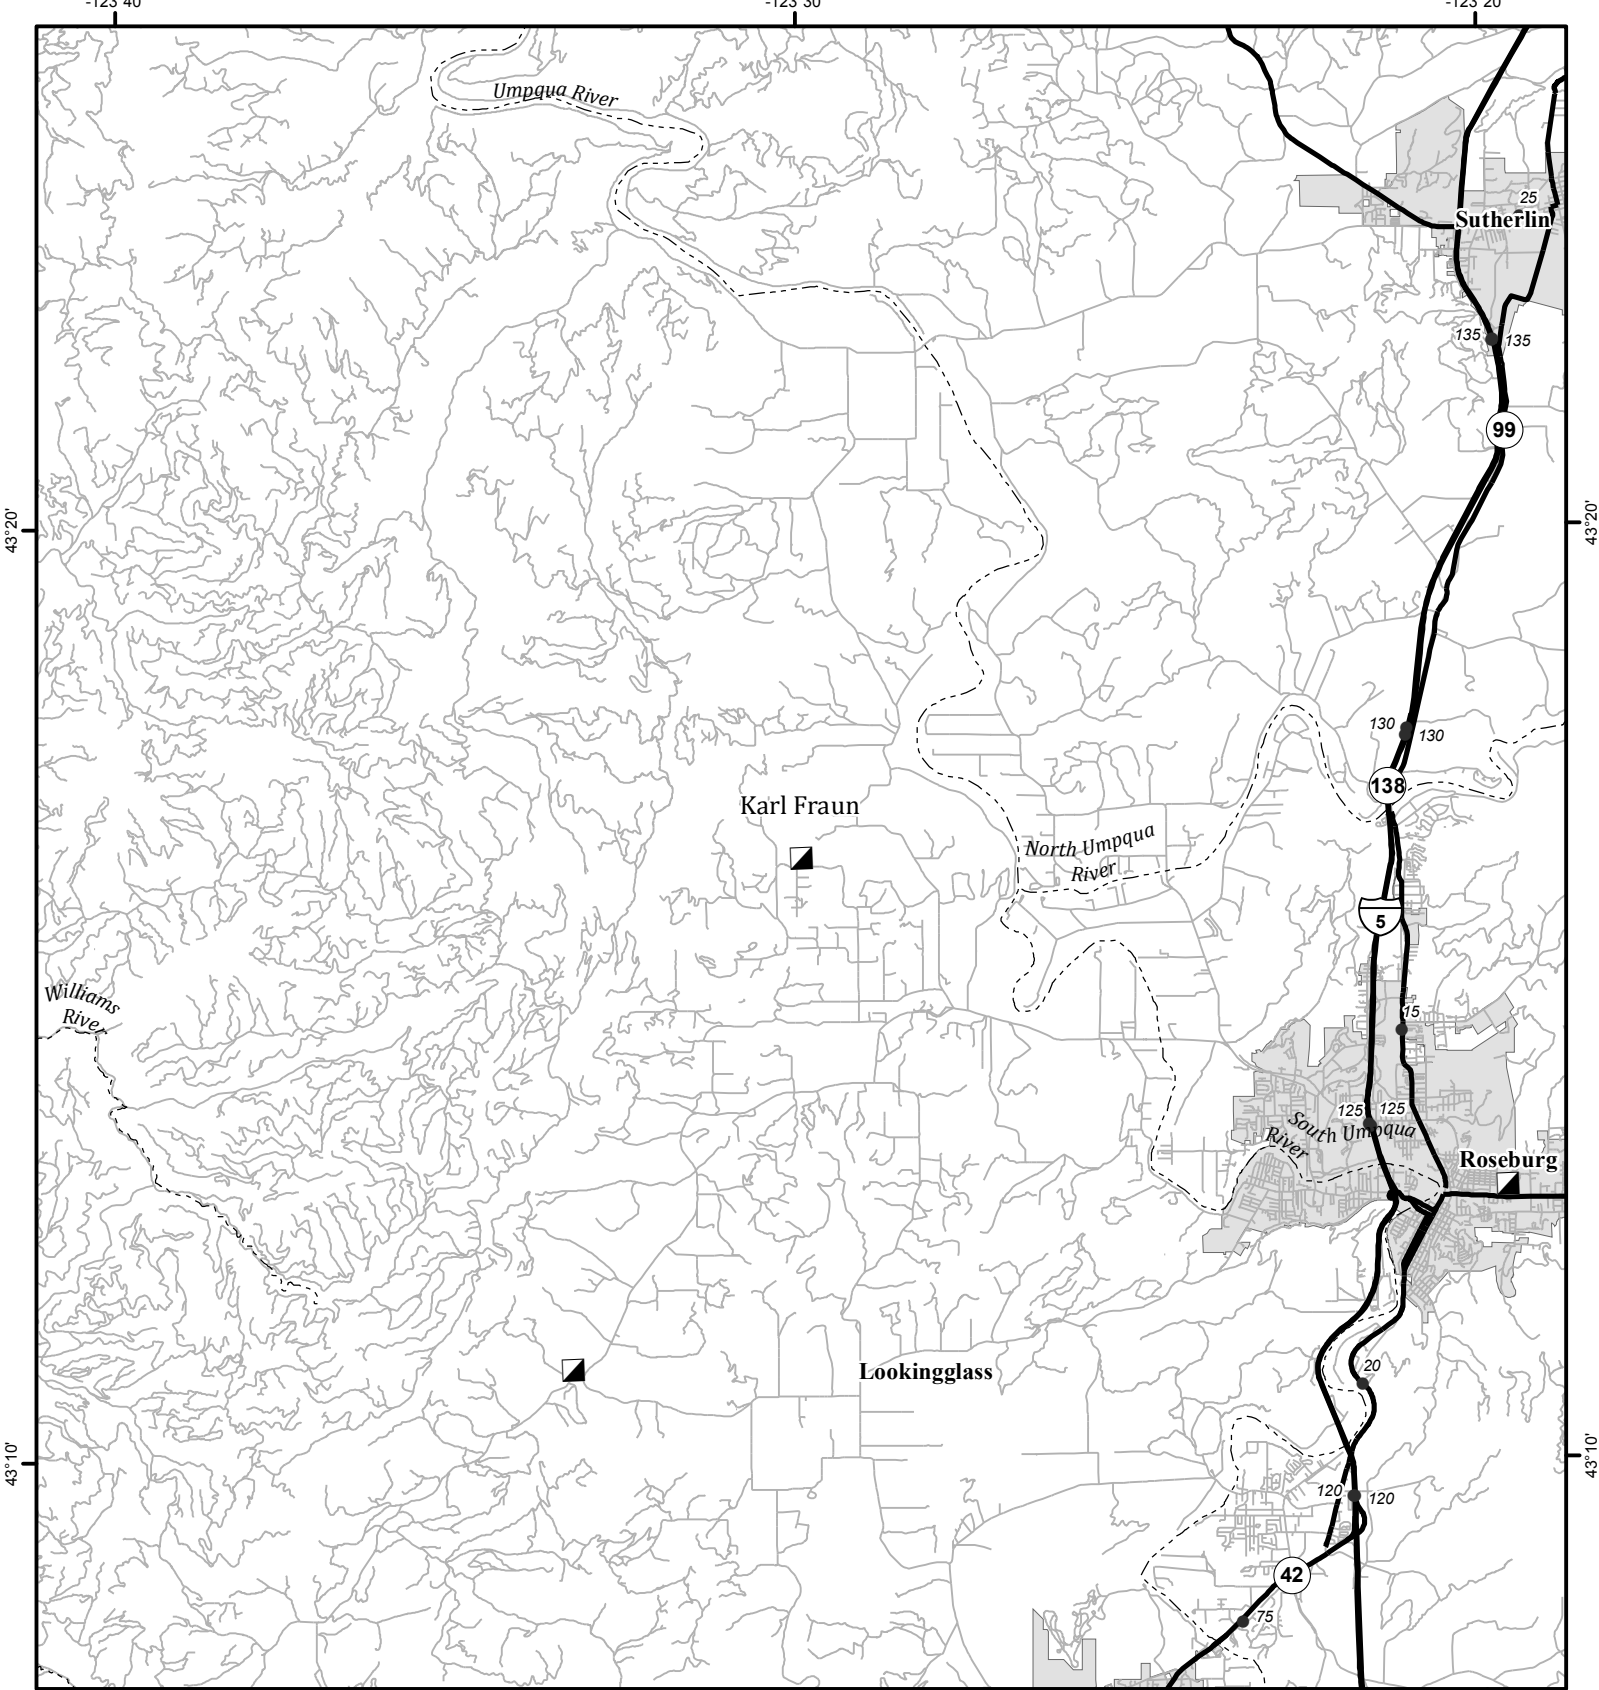 -123°40'
-123°30'
-123°20'
Umpqua River
25
Sutherlin
135
135
99
43°20'
43°20'
130
130
138
Karl Fraun
North Umpqua
River
5
Williams
River
15
125
125
South Umpqua
River
Roseburg
20
Lookingglass
43°10'
43°10'
120
120
42
75